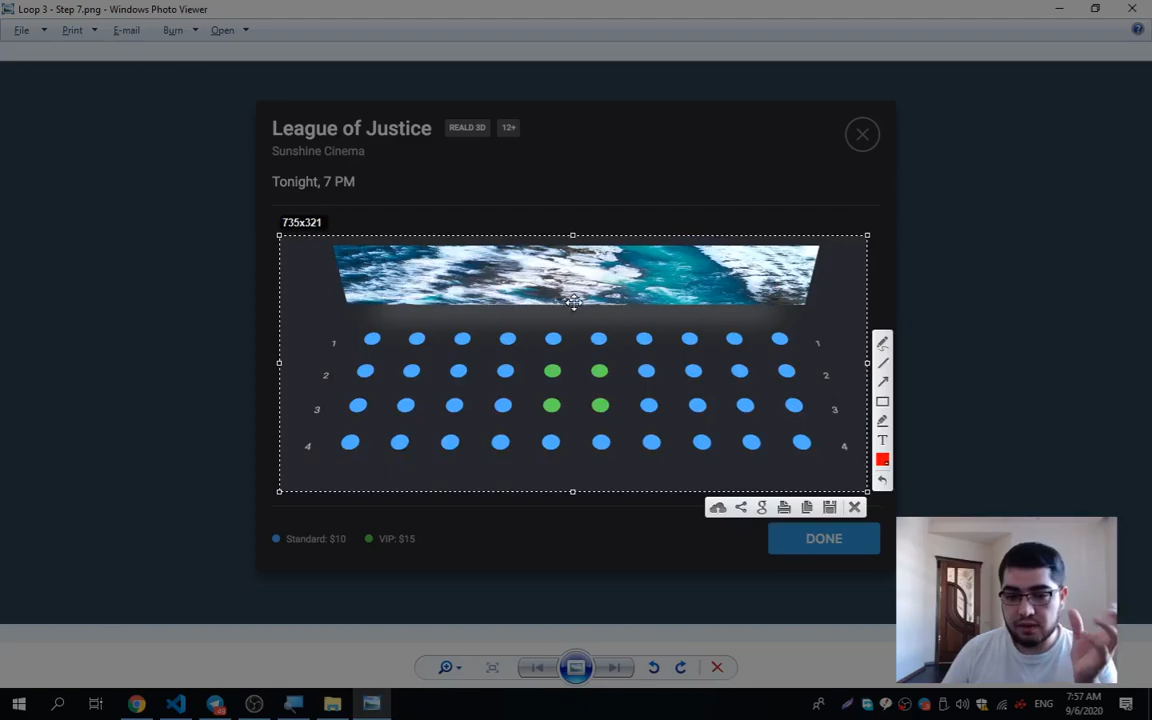 Loop 3 - Step 7.png - Windows Photo Viewer
File Print E-mail Burn Open
League of Justice REALD 3D 12+
Sunshine Cinema
Tonight, 7 PM
735x321
1 1
2 2
3 3
4 4
Standard: $10 VIP: $15 DONE
ENG 7:57 AM
9/6/2020